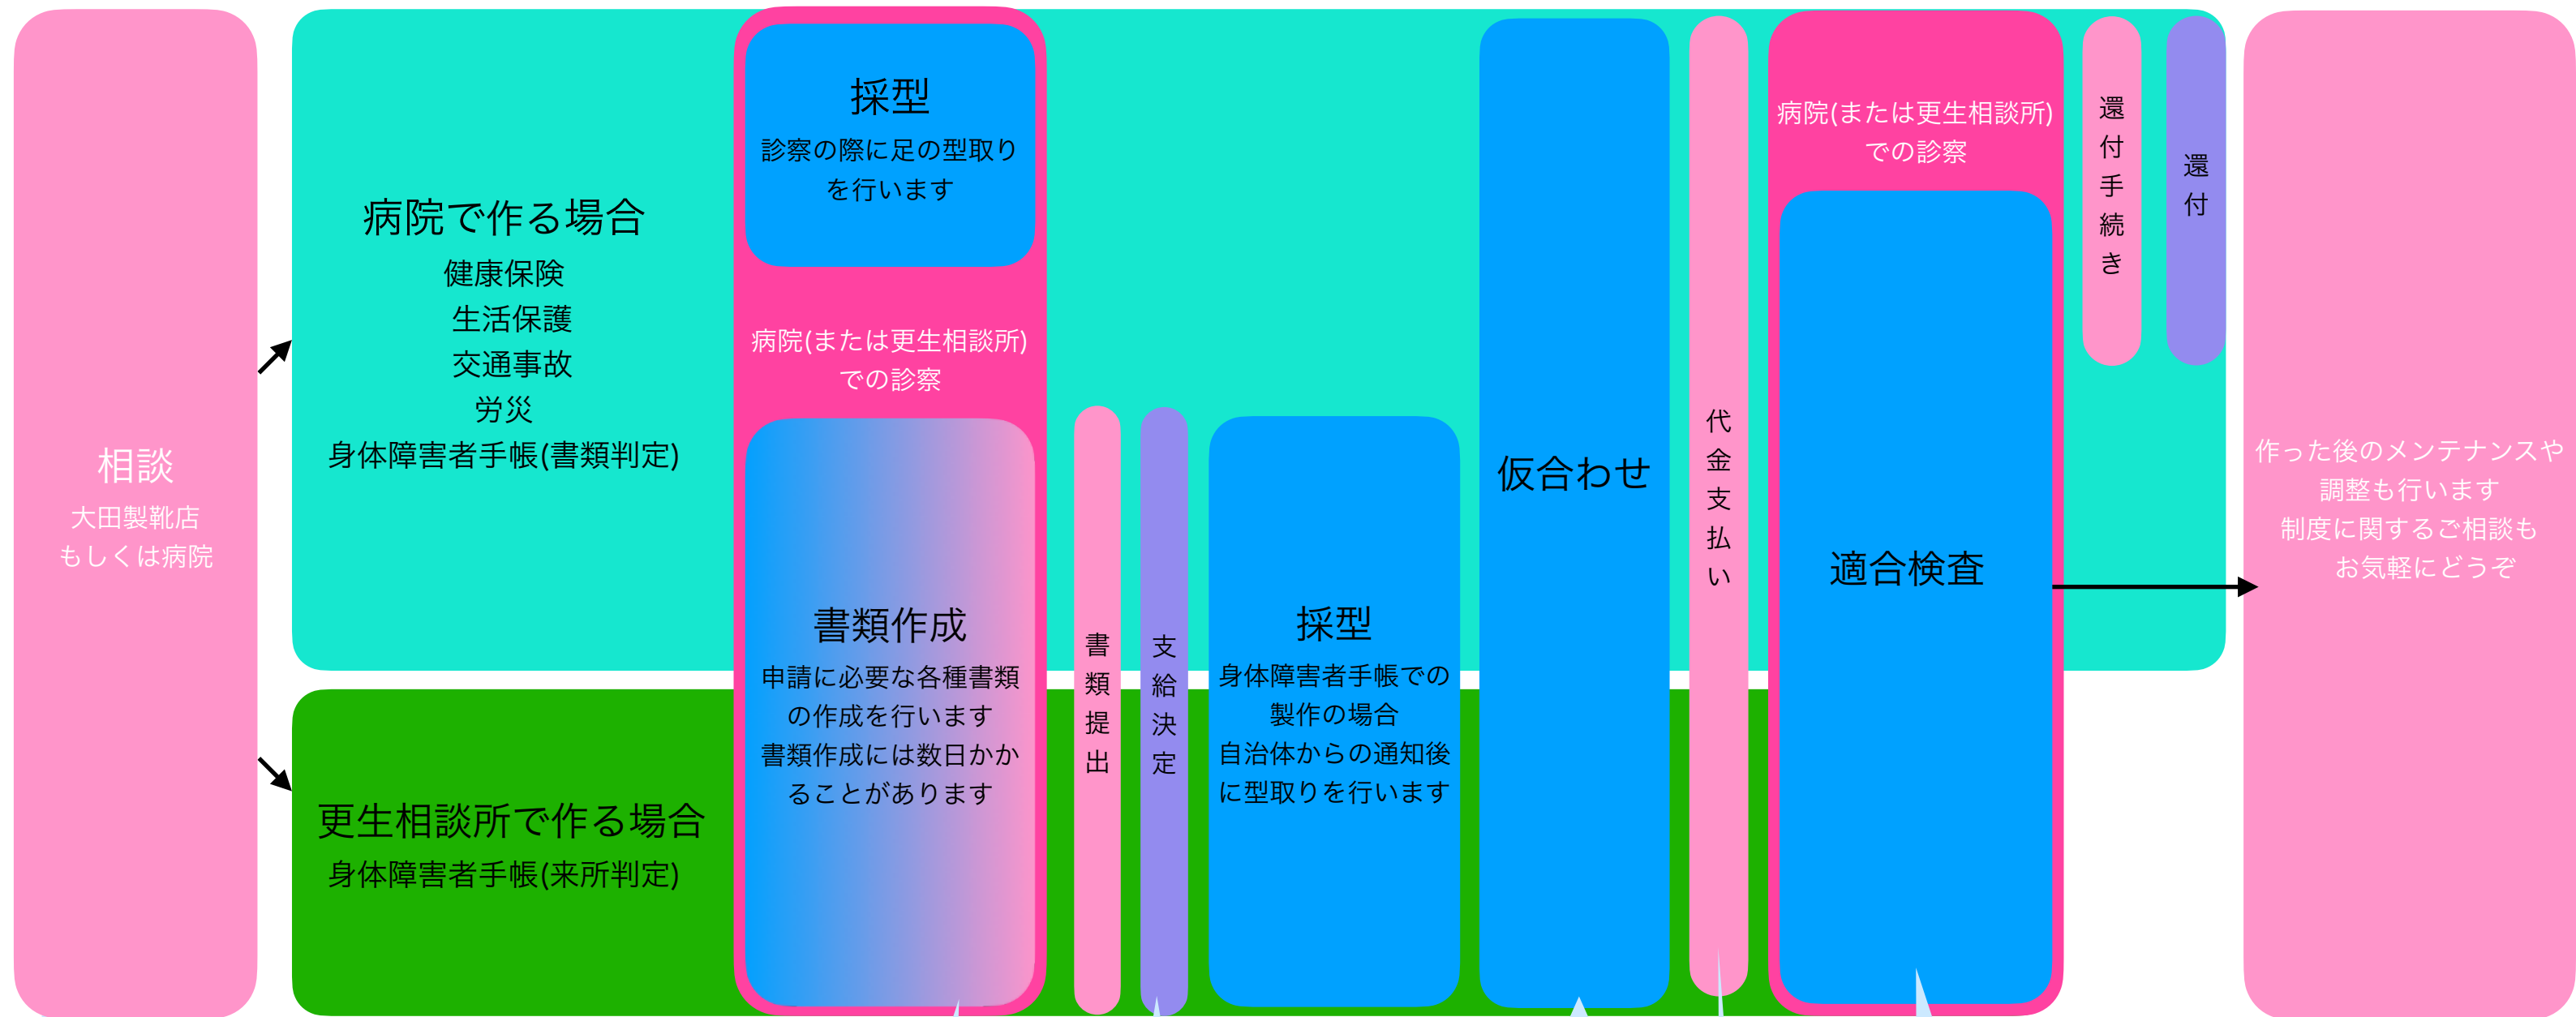 相談
大田製靴店
もしくは病院
病院で作る場合
健康保険
生活保護
交通事故
労災
身体障害者手帳(書類判定)
更生相談所で作る場合
身体障害者手帳(来所判定)
採型
診察の際に足の型取り
を行います
病院(または更生相談所)
での診察
書類作成
申請に必要な各種書類
の作成を行います
書類作成には数日かか
ることがあります
書類提出
支給決定
採型
身体障害者手帳での
製作の場合
自治体からの通知後
に型取りを行います
仮合わせ
代金支払い
病院(または更生相談所)
での診察
適合検査
還付手続き
還付
作った後のメンテナンスや
調整も行います
制度に関するご相談も
お気軽にどうぞ